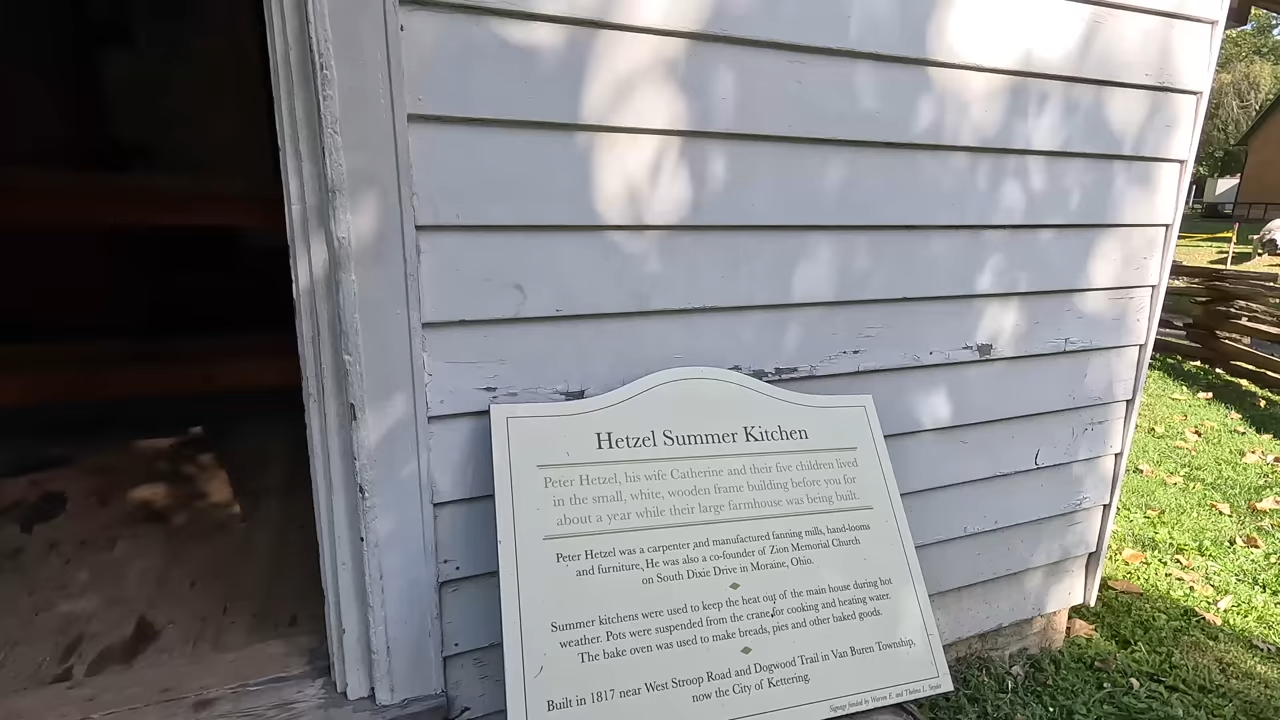 Hetzel Summer Kitchen
Peter Hetzel, his wife Catherine and their five children lived
in the small, white, wooden frame building before you for
about a year while their large farmhouse was being built.
Peter Hetzel was a carpenter and manufactured fanning mills, hand-looms
and furniture. He was also a co-founder of Zion Memorial Church
on South Dixie Drive in Moraine, Ohio.
Summer kitchens were used to keep the heat out of the main house during hot
weather. Pots were suspended from the crane for cooking and heating water.
The bake oven was used to make breads, pies and other baked goods.
Built in 1817 near West Stroop Road and Dogwood Trail in Van Buren Township,
now the City of Kettering.
Signage funded by Warren E. and Thelma L.